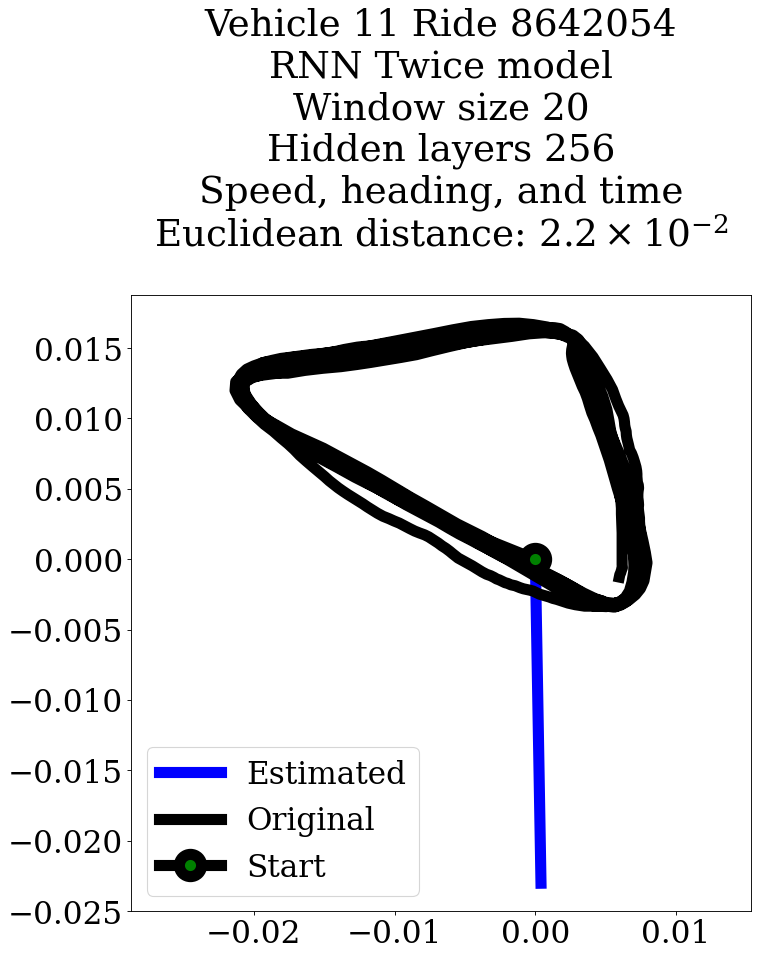 Vehicle 11 Ride 8642054
RNN Twice model
Window size 20
Hidden layers 256
Speed, heading, and time
Euclidean distance: 2.2 × 10⁻²
0.015
0.010
0.005
0.000
−0.005
−0.010
−0.015
−0.020
−0.025
Estimated
Original
Start
−0.02 −0.01 0.00 0.01